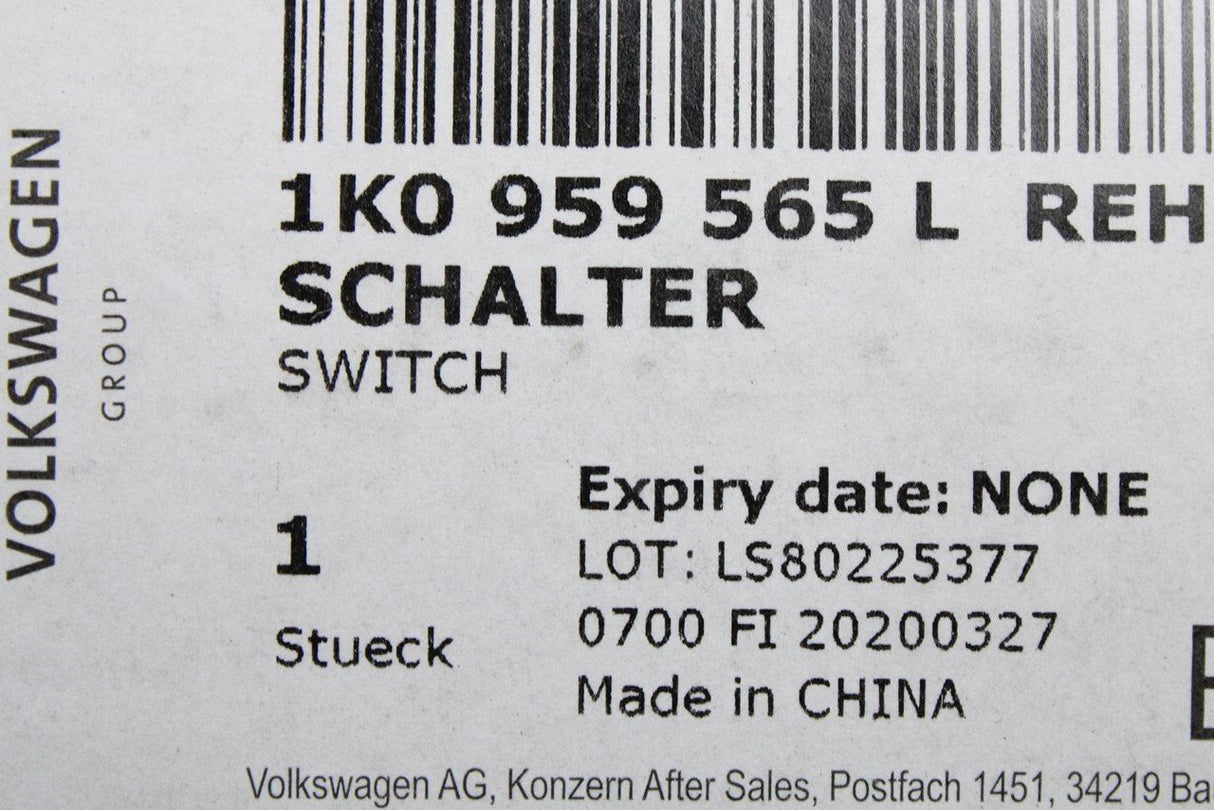 VOLKSWAGEN
GROUP
1K0 959 565 L REH
SCHALTER
SWITCH
1
Stueck
Expiry date: NONE
LOT: LS80225377
0700 FI 20200327
Made in CHINA
Volkswagen AG, Konzern After Sales, Postfach 1451, 34219 Ba